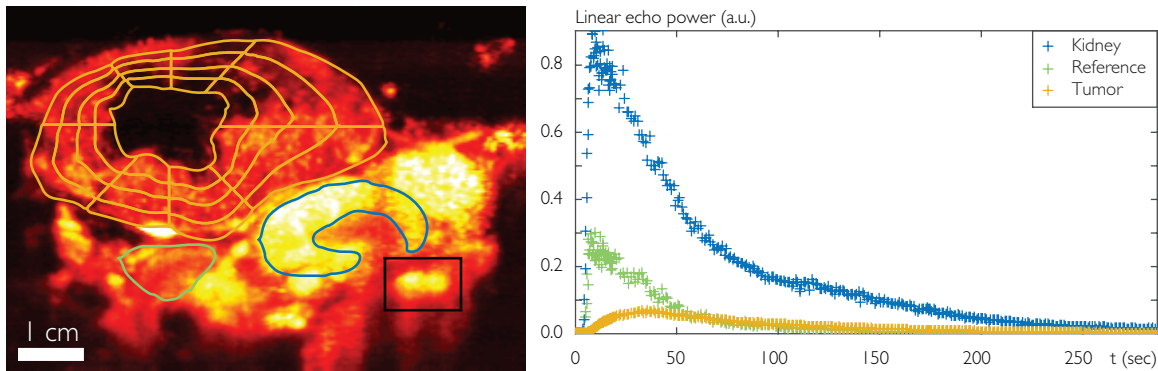 1 cm
Linear echo power (a.u.)
0.8
0.6
0.4
0.2
0.0
Kidney
Reference
Tumor
0 50 100 150 200 250 t (sec)